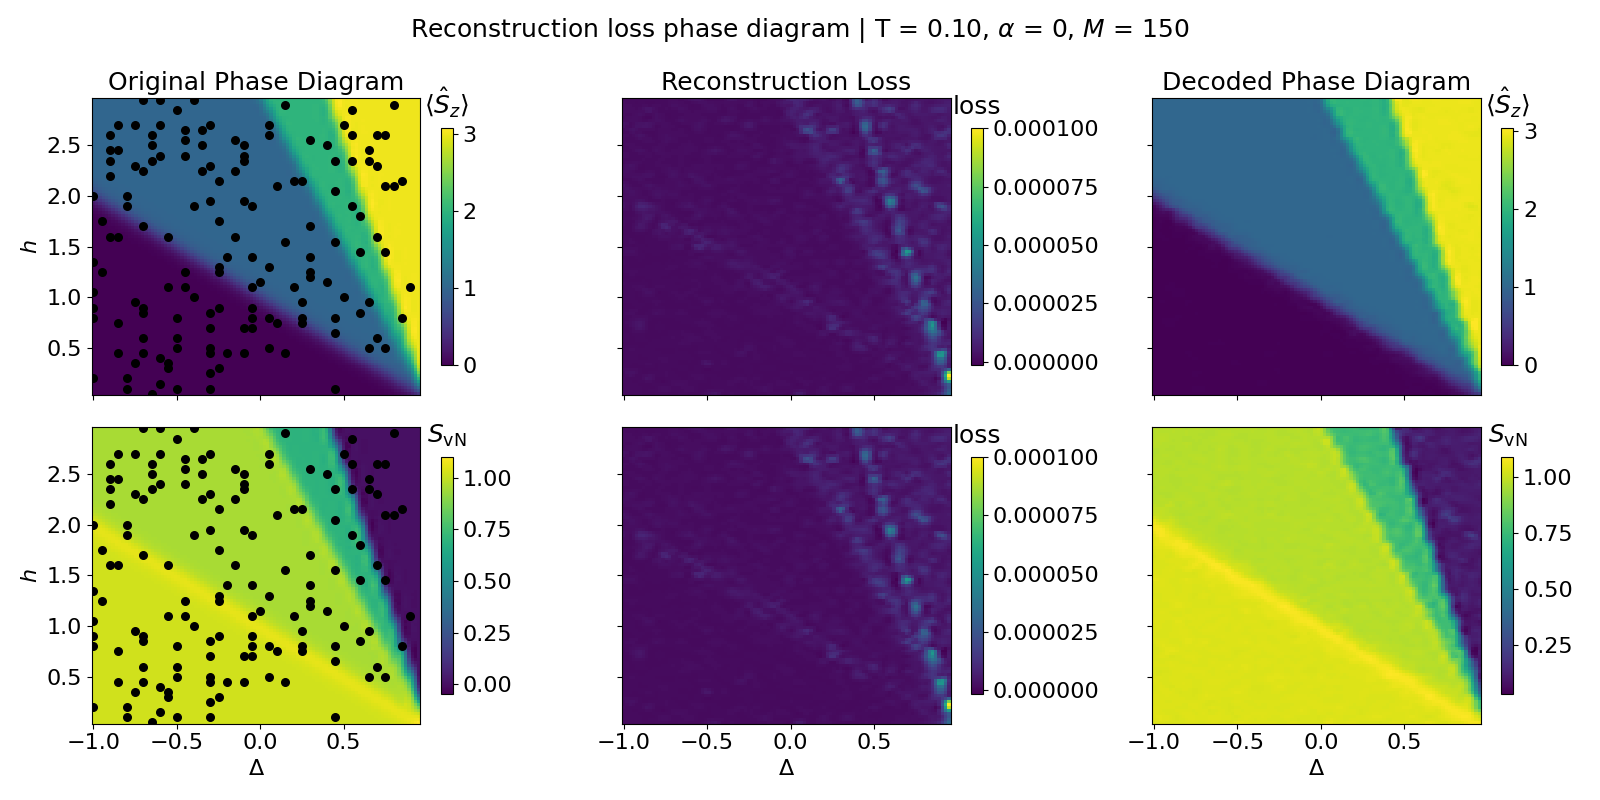 Reconstruction loss phase diagram | T = 0.10, α = 0, M = 150
Original Phase Diagram
Reconstruction Loss
Decoded Phase Diagram
⟨Ŝz⟩
loss
⟨Ŝz⟩
h
2.5
2.0
1.5
1.0
0.5
3
2
1
0
0.000100
0.000075
0.000050
0.000025
0.000000
3
2
1
0
SvN
loss
SvN
h
2.5
2.0
1.5
1.0
0.5
1.00
0.75
0.50
0.25
0.00
0.000100
0.000075
0.000050
0.000025
0.000000
1.00
0.75
0.50
0.25
−1.0 −0.5 0.0 0.5
−1.0 −0.5 0.0 0.5
−1.0 −0.5 0.0 0.5
Δ
Δ
Δ